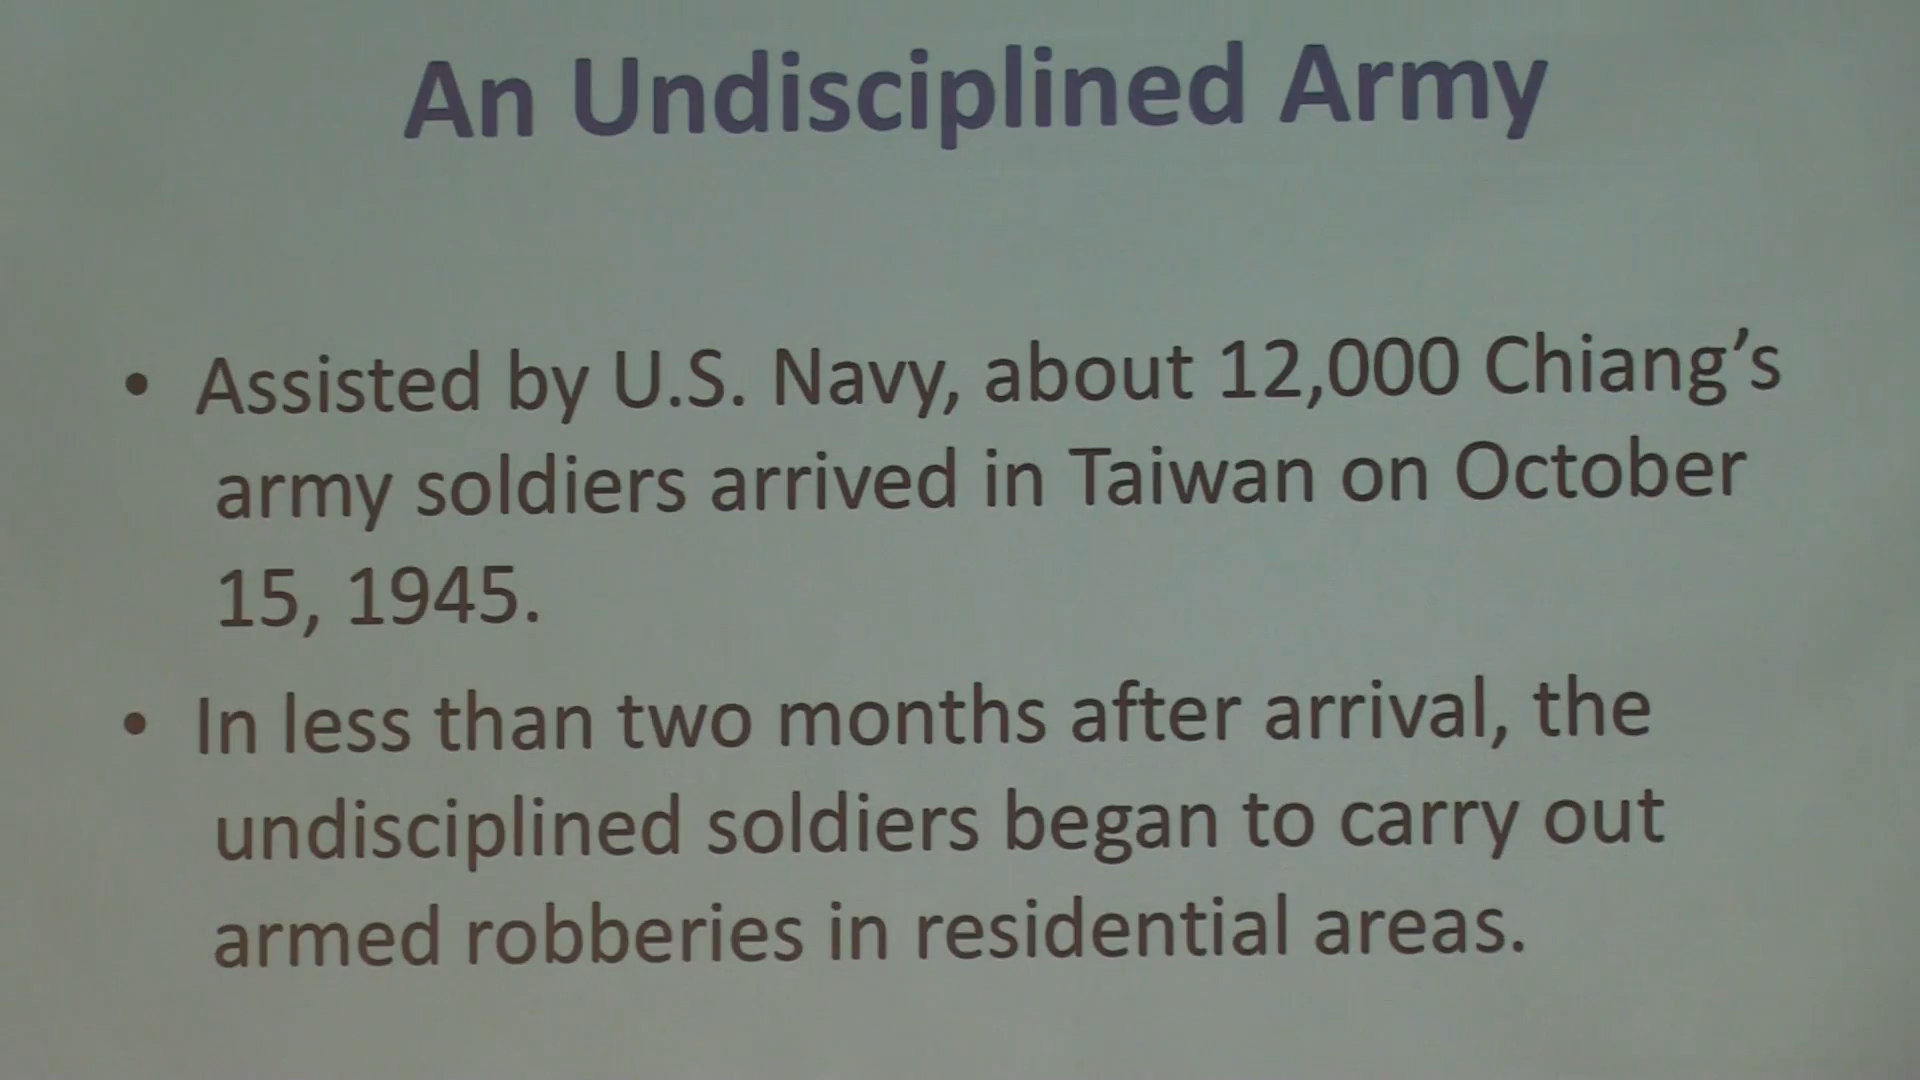 An Undisciplined Army
• Assisted by U.S. Navy, about 12,000 Chiang’s
army soldiers arrived in Taiwan on October
15, 1945.
• In less than two months after arrival, the
undisciplined soldiers began to carry out
armed robberies in residential areas.